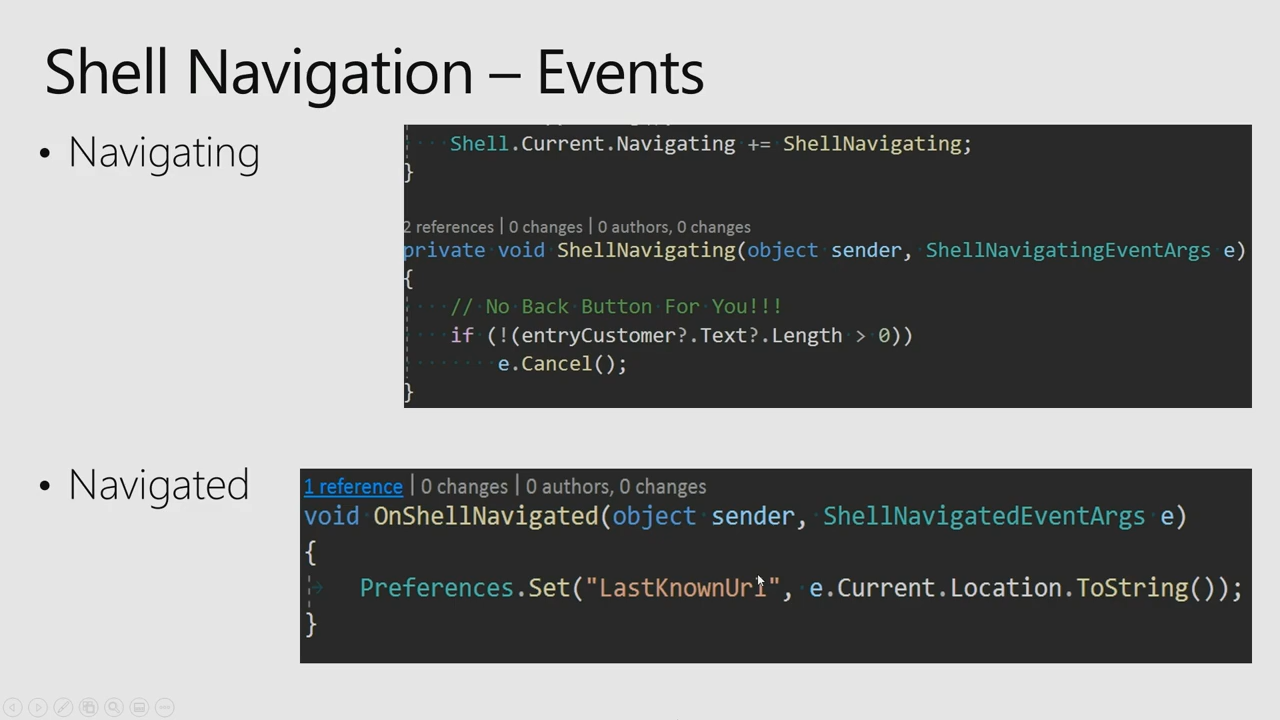 Shell Navigation – Events
• Navigating
Shell.Current.Navigating += ShellNavigating;
}
2 references | 0 changes | 0 authors, 0 changes
private void ShellNavigating(object sender, ShellNavigatingEventArgs e)
{
// No Back Button For You!!!
if (!(entryCustomer?.Text?.Length > 0))
e.Cancel();
}
• Navigated
1 reference | 0 changes | 0 authors, 0 changes
void OnShellNavigated(object sender, ShellNavigatedEventArgs e)
{
Preferences.Set("LastKnownUrl", e.Current.Location.ToString());
}